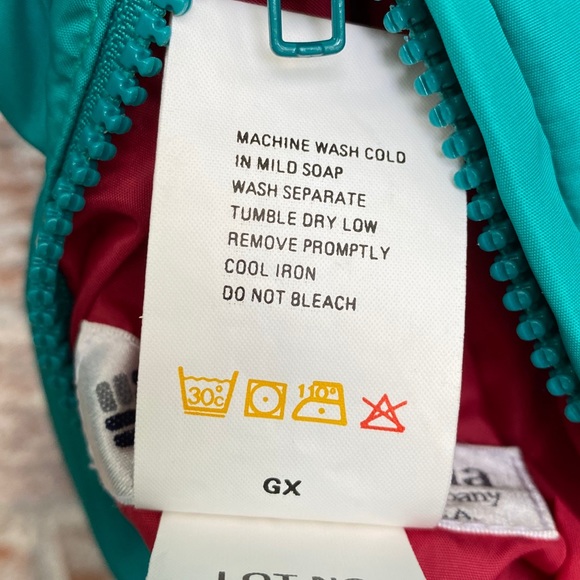 MACHINE WASH COLD
IN MILD SOAP
WASH SEPARATE
TUMBLE DRY LOW
REMOVE PROMPTLY
COOL IRON
DO NOT BLEACH
30°C
110°
GX